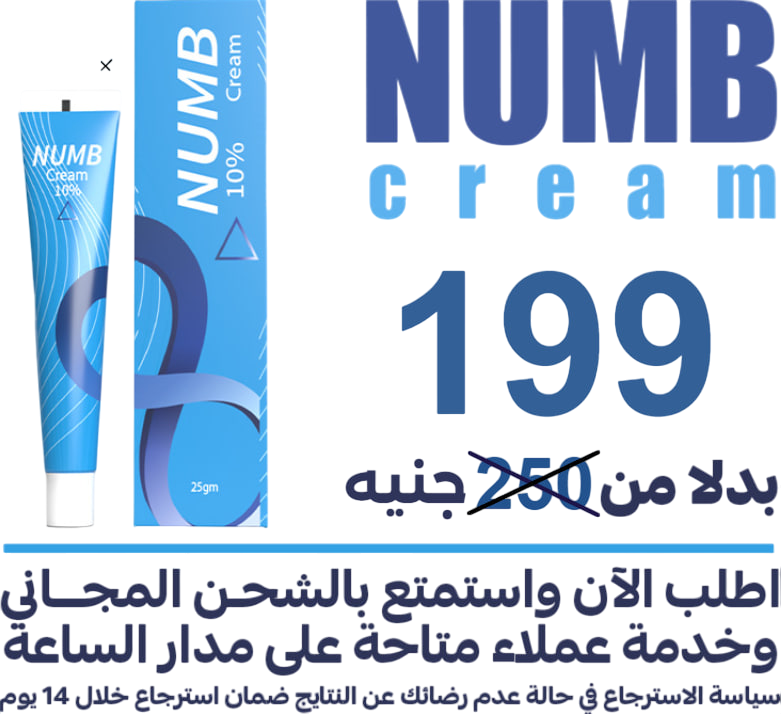 NUMB
Cream
10%
NUMB
Cream
10%
25gm
NUMB
cream
199
بدلا من 250 جنيه
اطلب الآن واستمتع بالشحن المجاني
وخدمة عملاء متاحة على مدار الساعة
سياسة الاسترجاع في حالة عدم رضائك عن النتايج ضمان استرجاع خلال 14 يوم